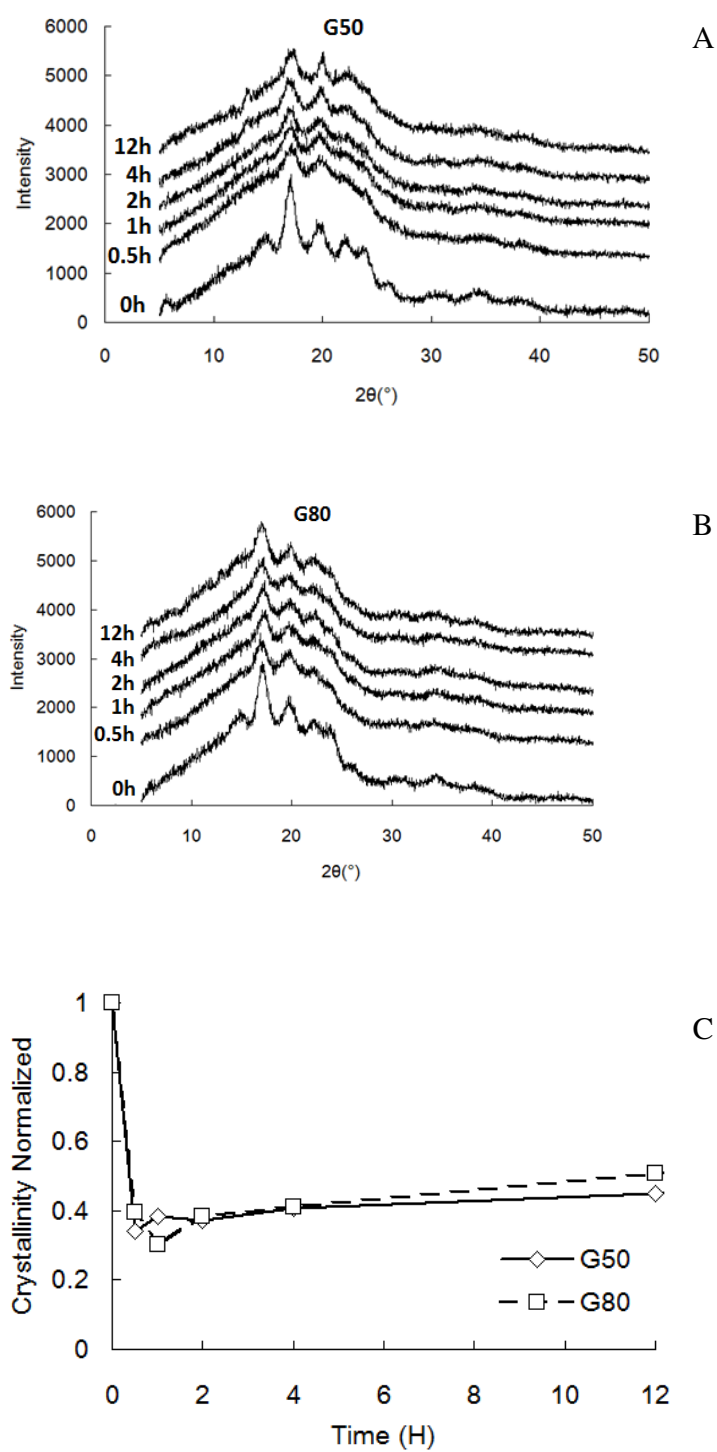 G50
A
6000
5000
4000
3000
2000
1000
0
Intensity
12h
4h
2h
1h
0.5h
0h
0 10 20 30 40 50
2θ(°)
G80
B
6000
5000
4000
3000
2000
1000
0
Intensity
12h
4h
2h
1h
0.5h
0h
0 10 20 30 40 50
2θ(°)
C
1
0.8
0.6
0.4
0.2
0
Crystallinity Normalized
G50
G80
0 2 4 6 8 10 12
Time (H)